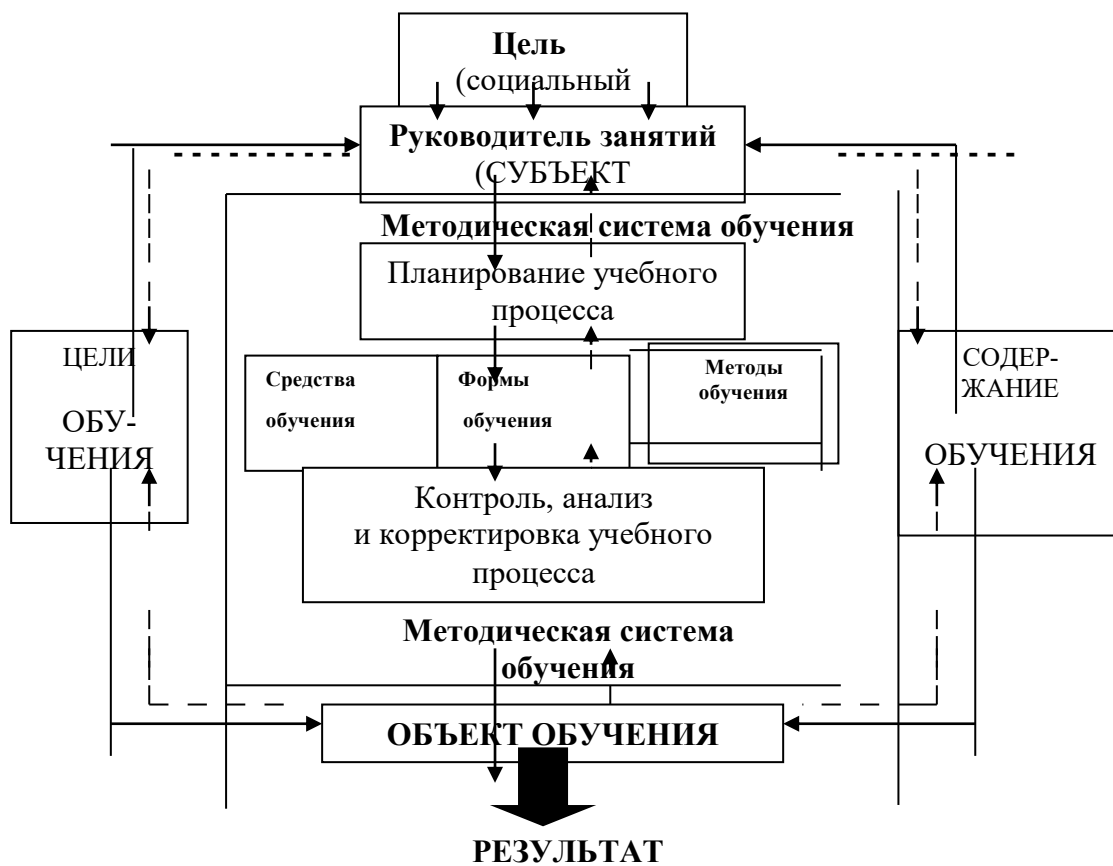 Цель
(социальный
Руководитель занятий
(СУБЪЕКТ
Методическая система обучения
Планирование учебного
процесса
ЦЕЛИ
ОБУ-
ЧЕНИЯ
Средства
обучения
Формы
обучения
Методы
обучения
СОДЕР-
ЖАНИЕ
ОБУЧЕНИЯ
Контроль, анализ
и корректировка учебного
процесса
Методическая система
обучения
ОБЪЕКТ ОБУЧЕНИЯ
РЕЗУЛЬТАТ